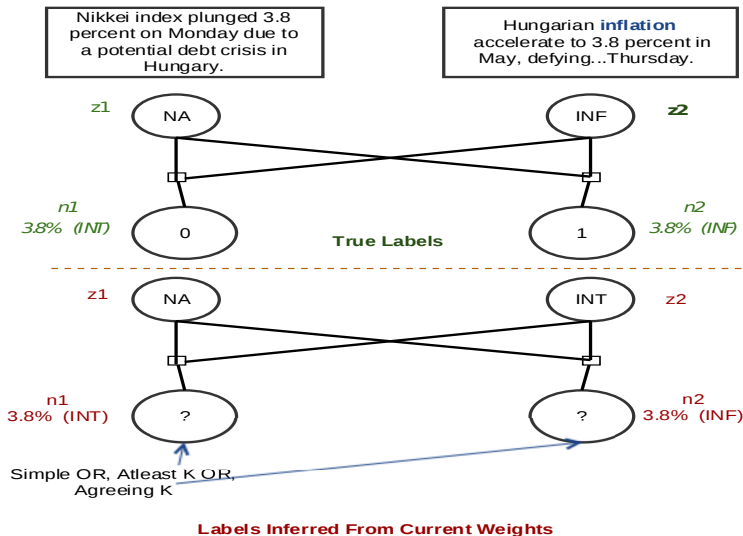 Nikkei index plunged 3.8
percent on Monday due to
a potential debt crisis in
Hungary.
Hungarian inflation
accelerate to 3.8 percent in
May, defying...Thursday.
z1
NA
INF
z2
n1
3.8% (INT)
0
True Labels
1
n2
3.8% (INF)
z1
NA
INT
z2
n1
3.8% (INT)
?
?
n2
3.8% (INF)
Simple OR, Atleast K OR,
Agreeing K
Labels Inferred From Current Weights